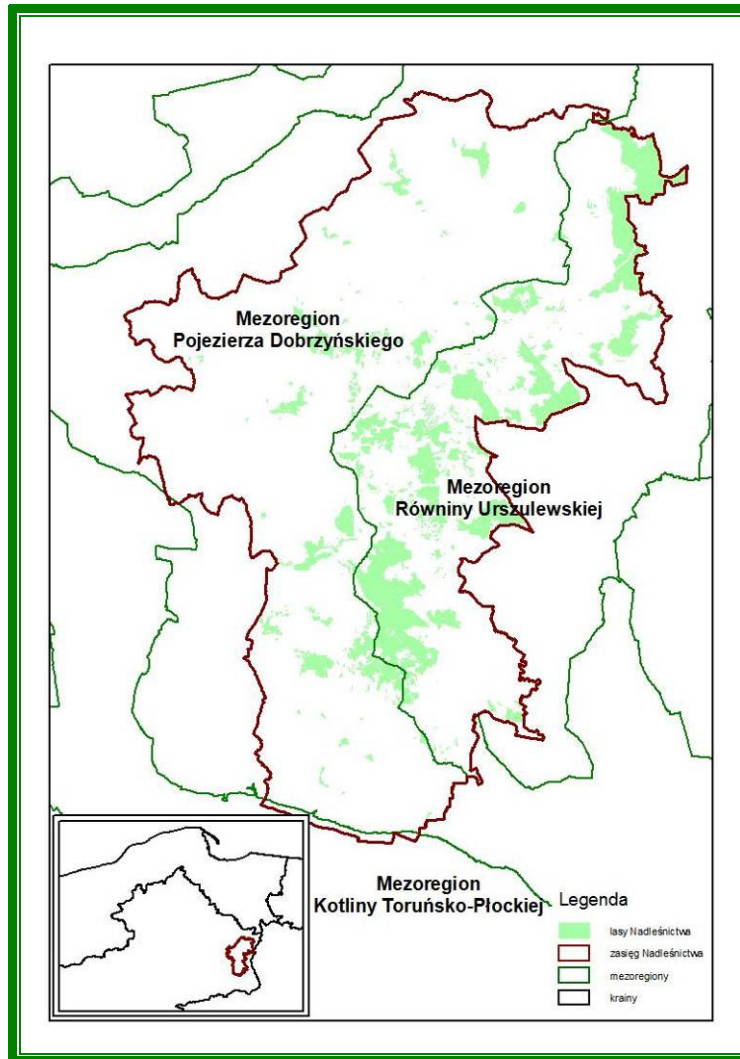 Mezoregion
Pojezierza Dobrzyńskiego
Mezoregion
Równiny Urszulewskiej
Mezoregion
Kotliny Toruńsko-Płockiej
Legenda
lasy Nadleśnictwa
zasięg Nadleśnictwa
mezoregiony
krainy